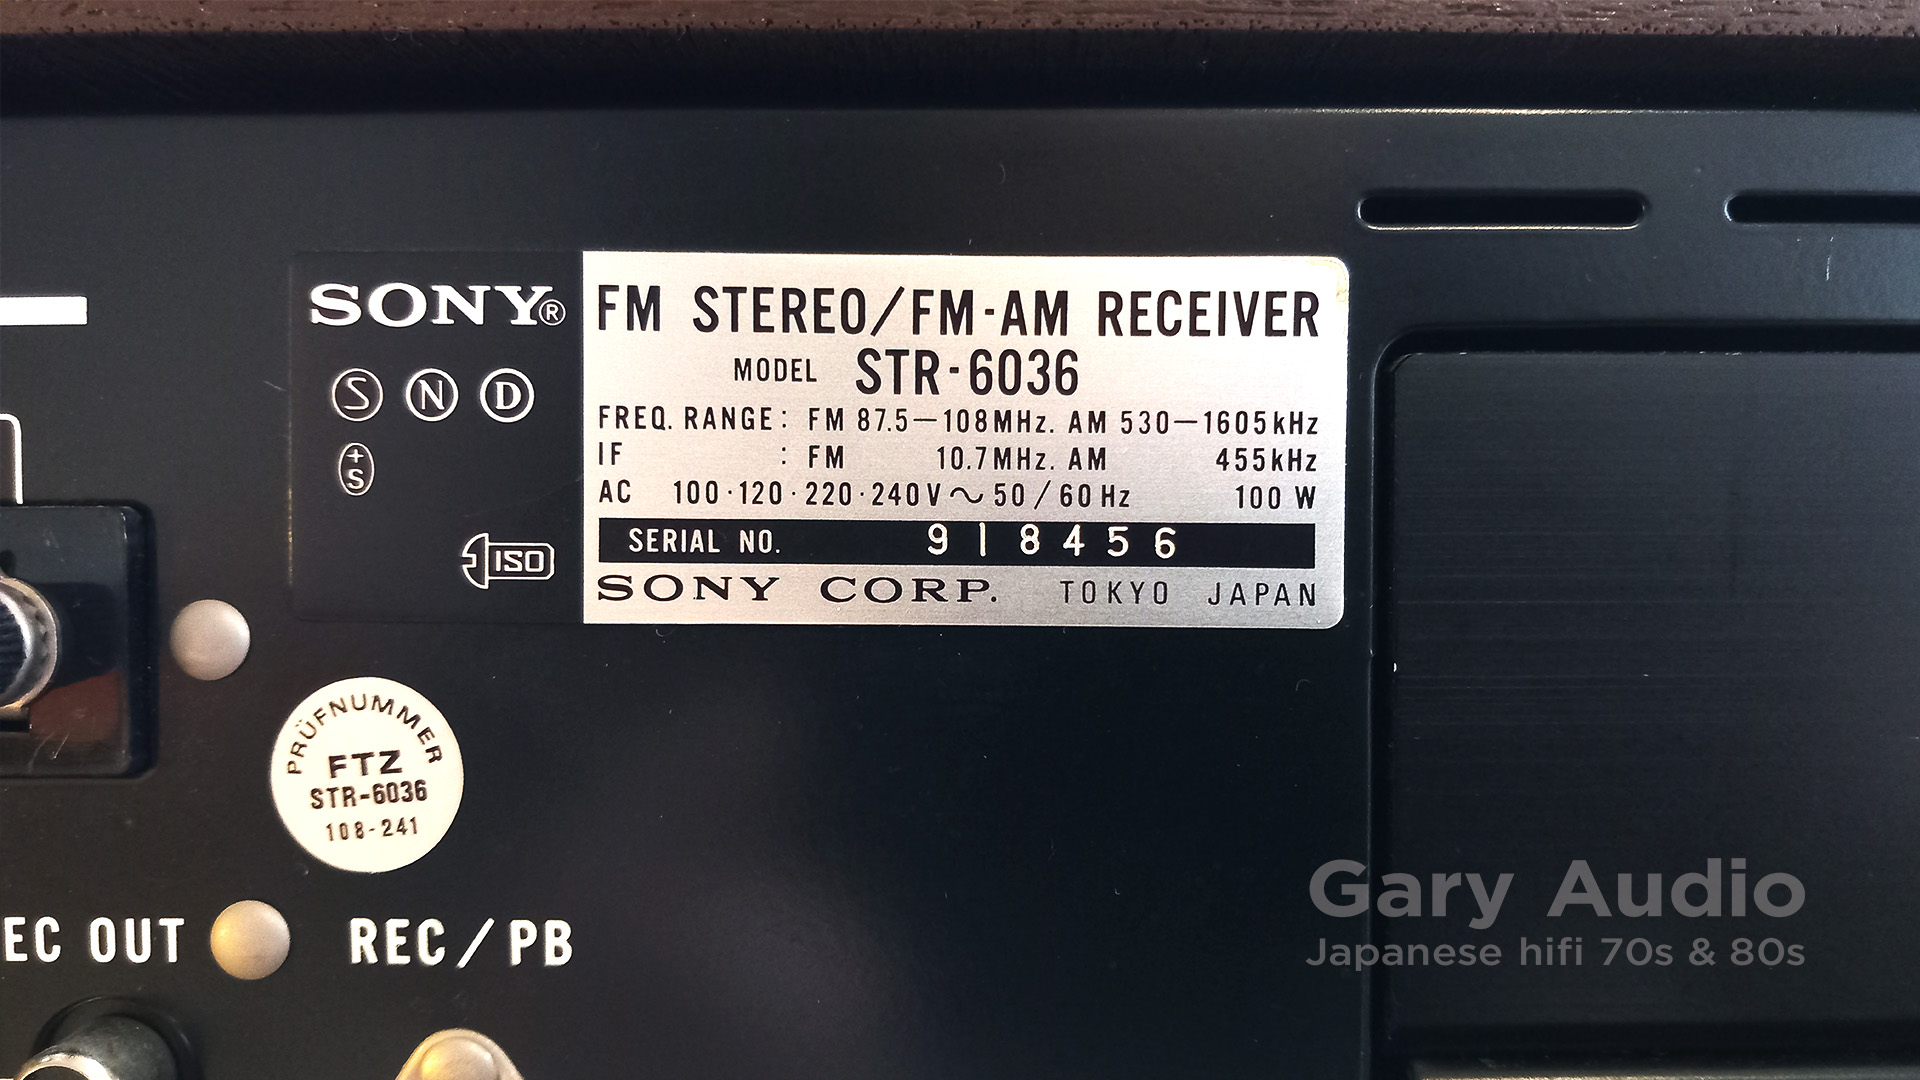 SONY®
S N D
+S
ISO
FM STEREO/FM-AM RECEIVER
MODEL STR-6036
FREQ. RANGE: FM 87.5—108MHz. AM 530—1605kHz
IF : FM 10.7MHz. AM 455kHz
AC 100·120·220·240V ~ 50/60Hz 100 W
SERIAL NO. 918456
SONY CORP. TOKYO JAPAN
PRÜFNUMMER
FTZ
STR-6036
108-241
EC OUT
REC/PB
Gary Audio
Japanese hifi 70s & 80s